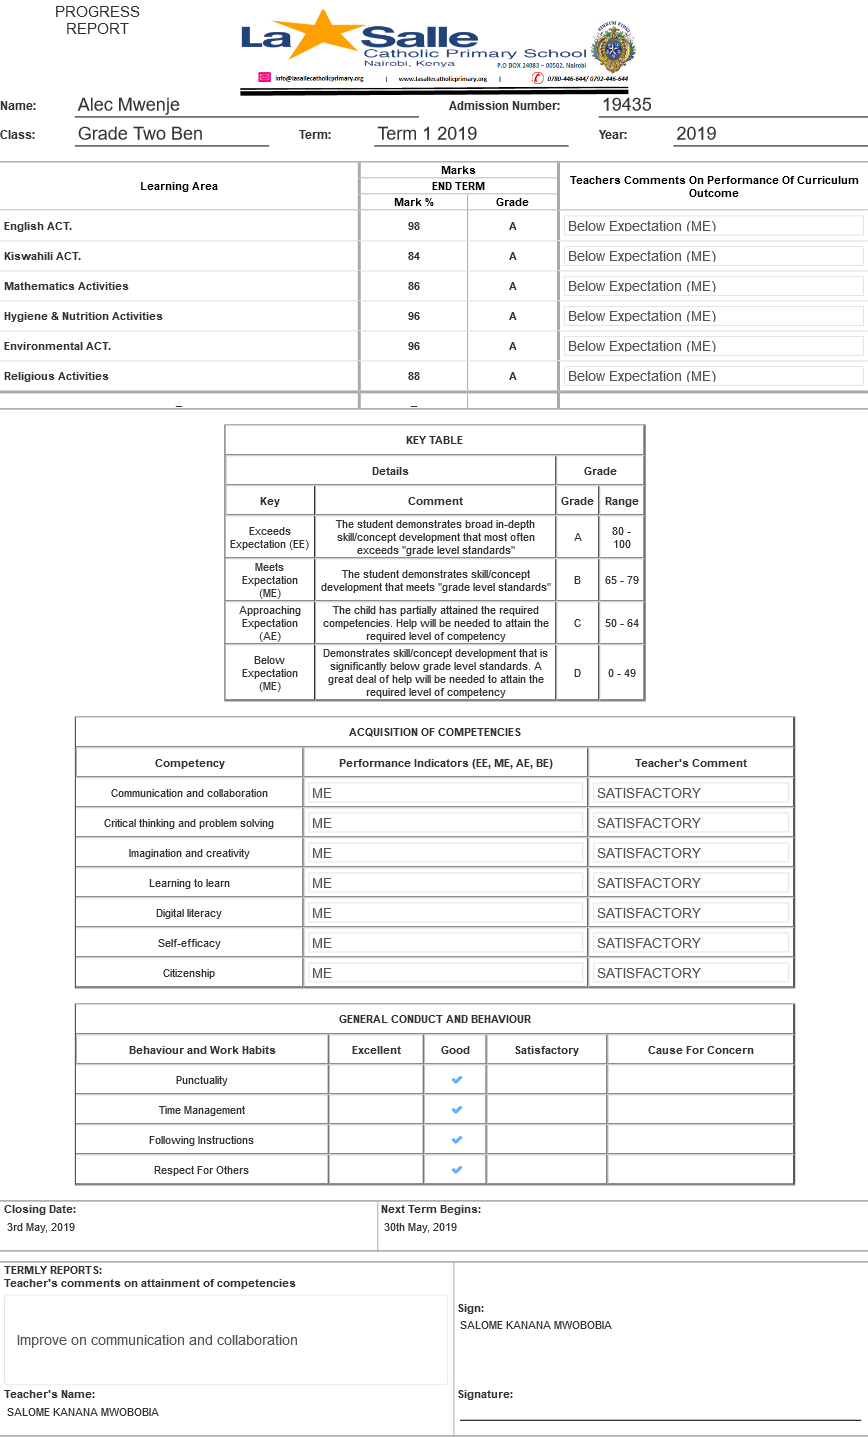 PROGRESS
REPORT
La Salle
Catholic Primary School
Nairobi, Kenya
P.O BOX 24083 – 00502, Nairobi
info@lasallecatholicprimary.org | www.lasallecatholicprimary.org | 0780-446-644/ 0792-446-644
Name: Alec Mwenje Admission Number: 19435
Class: Grade Two Ben Term: Term 1 2019 Year: 2019
Learning Area Marks Teachers Comments On Performance Of Curriculum Outcome
END TERM
Mark % Grade
English ACT. 98 A Below Expectation (ME)
Kiswahili ACT. 84 A Below Expectation (ME)
Mathematics Activities 86 A Below Expectation (ME)
Hygiene & Nutrition Activities 96 A Below Expectation (ME)
Environmental ACT. 96 A Below Expectation (ME)
Religious Activities 88 A Below Expectation (ME)
_ _
KEY TABLE
Details Grade
Key Comment Grade Range
Exceeds Expectation (EE) The student demonstrates broad in-depth skill/concept development that most often exceeds "grade level standards" A 80 - 100
Meets Expectation (ME) The student demonstrates skill/concept development that meets "grade level standards" B 65 - 79
Approaching Expectation (AE) The child has partially attained the required competencies. Help will be needed to attain the required level of competency C 50 - 64
Below Expectation (ME) Demonstrates skill/concept development that is significantly below grade level standards. A great deal of help will be needed to attain the required level of competency D 0 - 49
ACQUISITION OF COMPETENCIES
Competency Performance Indicators (EE, ME, AE, BE) Teacher's Comment
Communication and collaboration ME SATISFACTORY
Critical thinking and problem solving ME SATISFACTORY
Imagination and creativity ME SATISFACTORY
Learning to learn ME SATISFACTORY
Digital literacy ME SATISFACTORY
Self-efficacy ME SATISFACTORY
Citizenship ME SATISFACTORY
GENERAL CONDUCT AND BEHAVIOUR
Behaviour and Work Habits Excellent Good Satisfactory Cause For Concern
Punctuality
Time Management
Following Instructions
Respect For Others
Closing Date: Next Term Begins:
3rd May, 2019 30th May, 2019
TERMLY REPORTS:
Teacher's comments on attainment of competencies
Improve on communication and collaboration
Sign:
SALOME KANANA MWOBOBIA
Teacher's Name: Signature:
SALOME KANANA MWOBOBIA